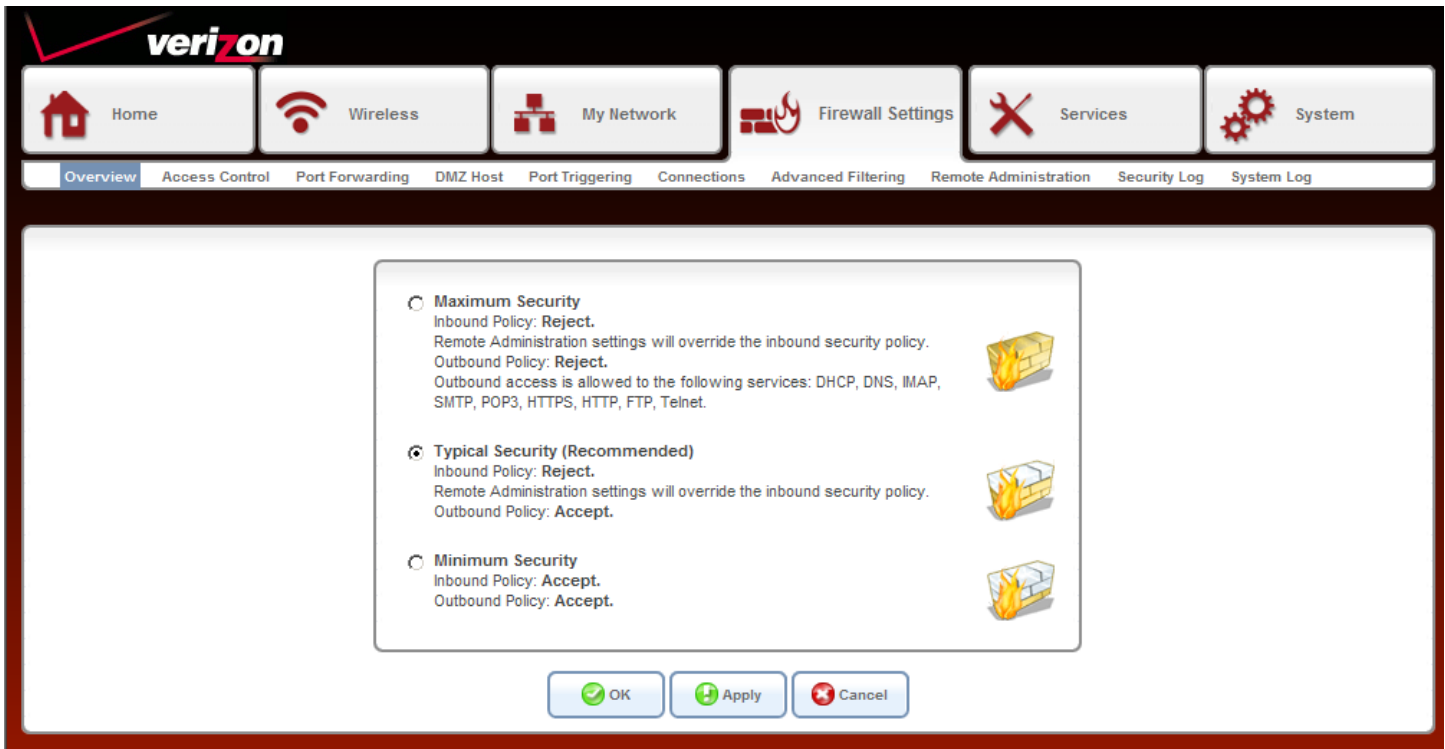 verizon
Home
Wireless
My Network
Firewall Settings
Services
System
Overview Access Control Port Forwarding DMZ Host Port Triggering Connections Advanced Filtering Remote Administration Security Log System Log
Maximum Security
Inbound Policy: Reject.
Remote Administration settings will override the inbound security policy.
Outbound Policy: Reject.
Outbound access is allowed to the following services: DHCP, DNS, IMAP,
SMTP, POP3, HTTPS, HTTP, FTP, Telnet.
Typical Security (Recommended)
Inbound Policy: Reject.
Remote Administration settings will override the inbound security policy.
Outbound Policy: Accept.
Minimum Security
Inbound Policy: Accept.
Outbound Policy: Accept.
OK
Apply
Cancel